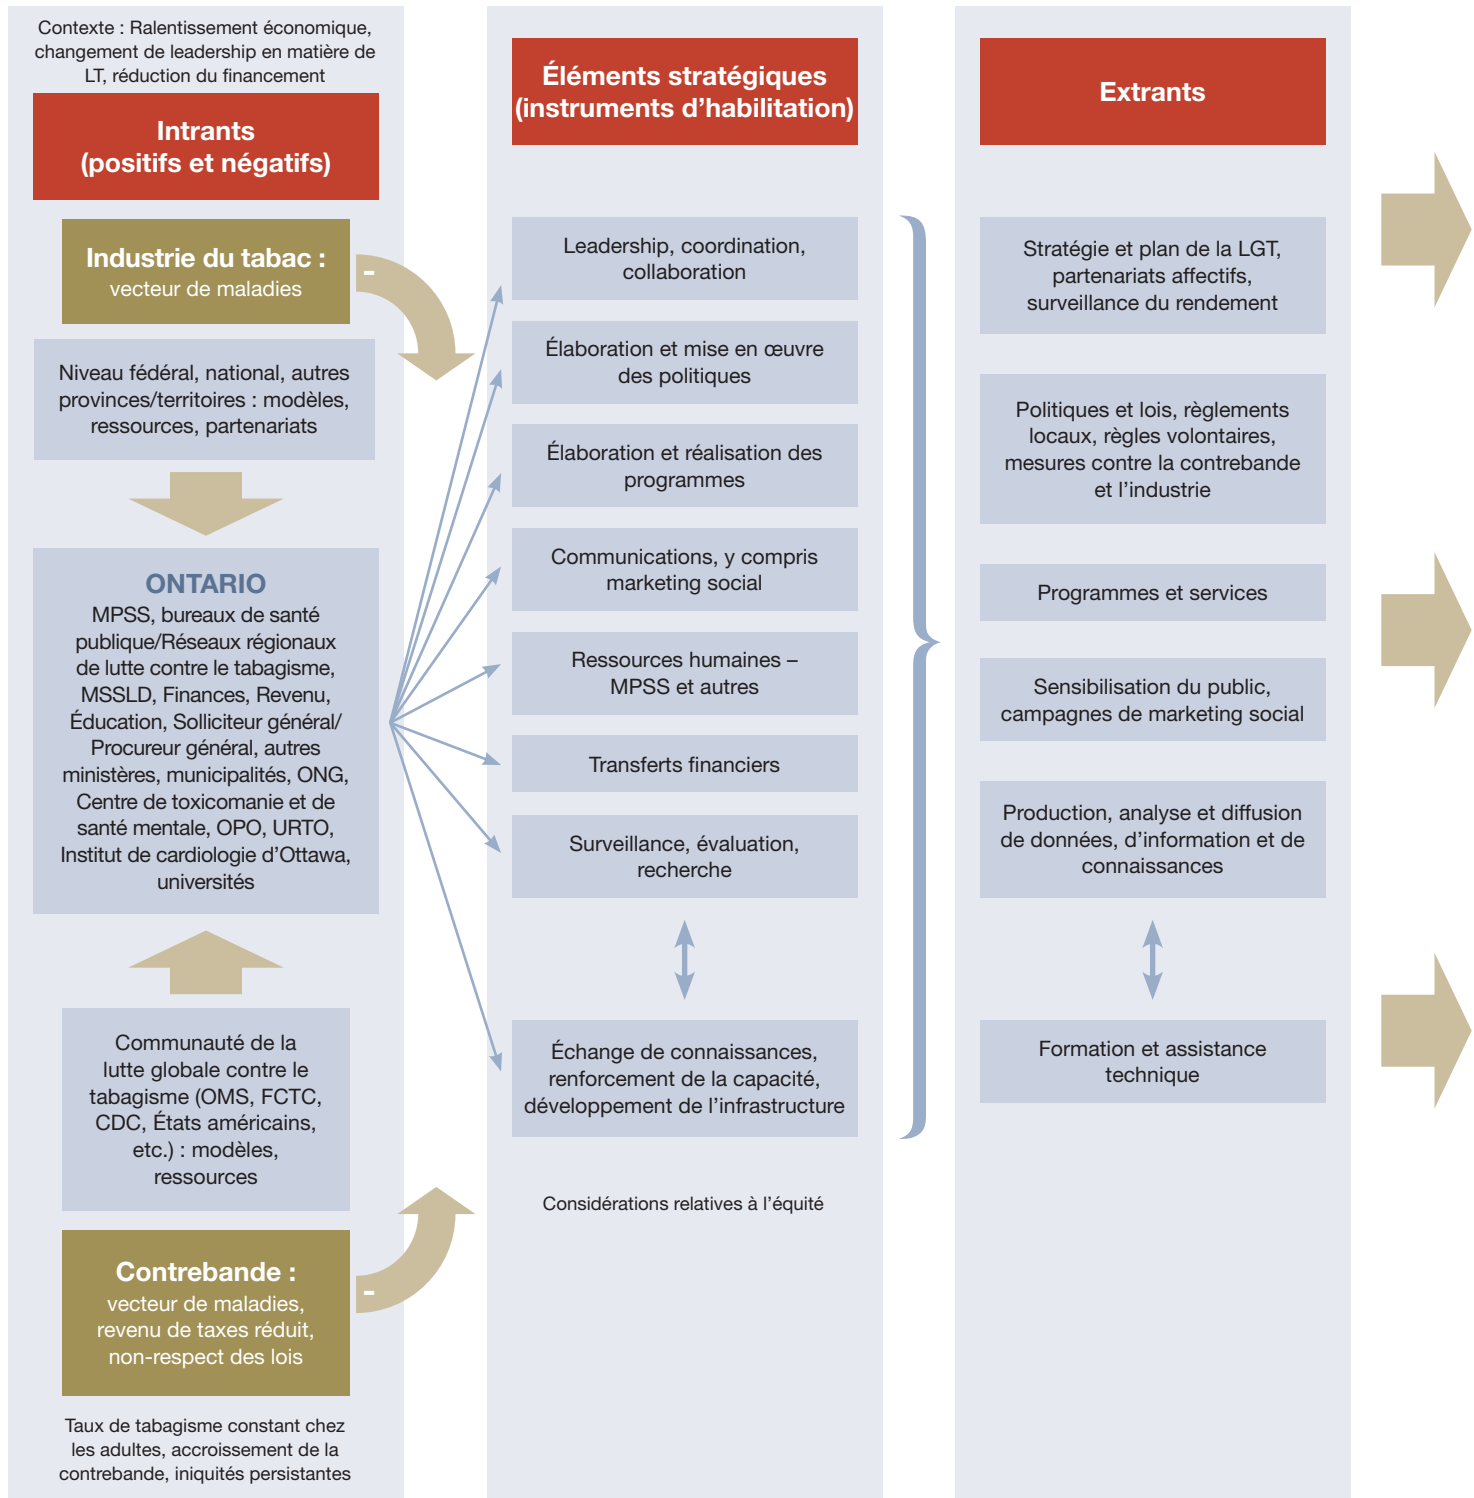 Contexte : Ralentissement économique,
changement de leadership en matière de
LT, réduction du financement
Intrants
(positifs et négatifs)
Industrie du tabac :
vecteur de maladies
-
Niveau fédéral, national, autres
provinces/territoires : modèles,
ressources, partenariats
ONTARIO
MPSS, bureaux de santé
publique/Réseaux régionaux
de lutte contre le tabagisme,
MSSLD, Finances, Revenu,
Éducation, Solliciteur général/
Procureur général, autres
ministères, municipalités, ONG,
Centre de toxicomanie et de
santé mentale, OPO, URTO,
Institut de cardiologie d’Ottawa,
universités
Communauté de la
lutte globale contre le
tabagisme (OMS, FCTC,
CDC, États américains,
etc.) : modèles,
ressources
Contrebande :
vecteur de maladies,
revenu de taxes réduit,
non-respect des lois
-
Taux de tabagisme constant chez
les adultes, accroissement de la
contrebande, iniquités persistantes
Éléments stratégiques
(instruments d’habilitation)
Leadership, coordination,
collaboration
Élaboration et mise en œuvre
des politiques
Élaboration et réalisation des
programmes
Communications, y compris
marketing social
Ressources humaines –
MPSS et autres
Transferts financiers
Surveillance, évaluation,
recherche
Échange de connaissances,
renforcement de la capacité,
développement de l’infrastructure
Considérations relatives à l’équité
Extrants
Stratégie et plan de la LGT,
partenariats affectifs,
surveillance du rendement
Politiques et lois, règlements
locaux, règles volontaires,
mesures contre la contrebande
et l’industrie
Programmes et services
Sensibilisation du public,
campagnes de marketing social
Production, analyse et diffusion
de données, d’information et de
connaissances
Formation et assistance
technique